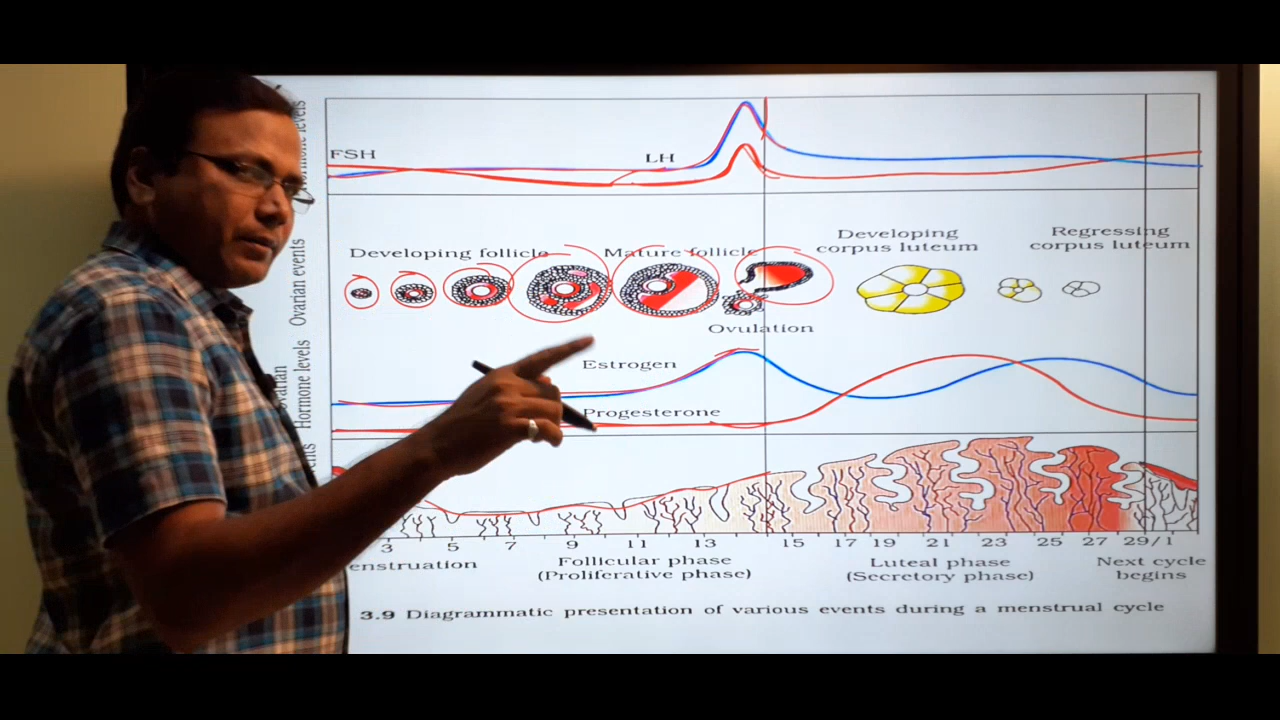 FSH
LH
Hormone levels
Developing follicle
Mature follicle
Ovulation
Developing
corpus luteum
Regressing
corpus luteum
Ovarian events
Estrogen
Progesterone
Hormone levels
3 5 7 9 11 13 15 17 19 21 23 25 27 29/1
enstruation
Follicular phase
(Proliferative phase)
Luteal phase
(Secretory phase)
Next cycle
begins
3.9 Diagrammatic presentation of various events during a menstrual cycle